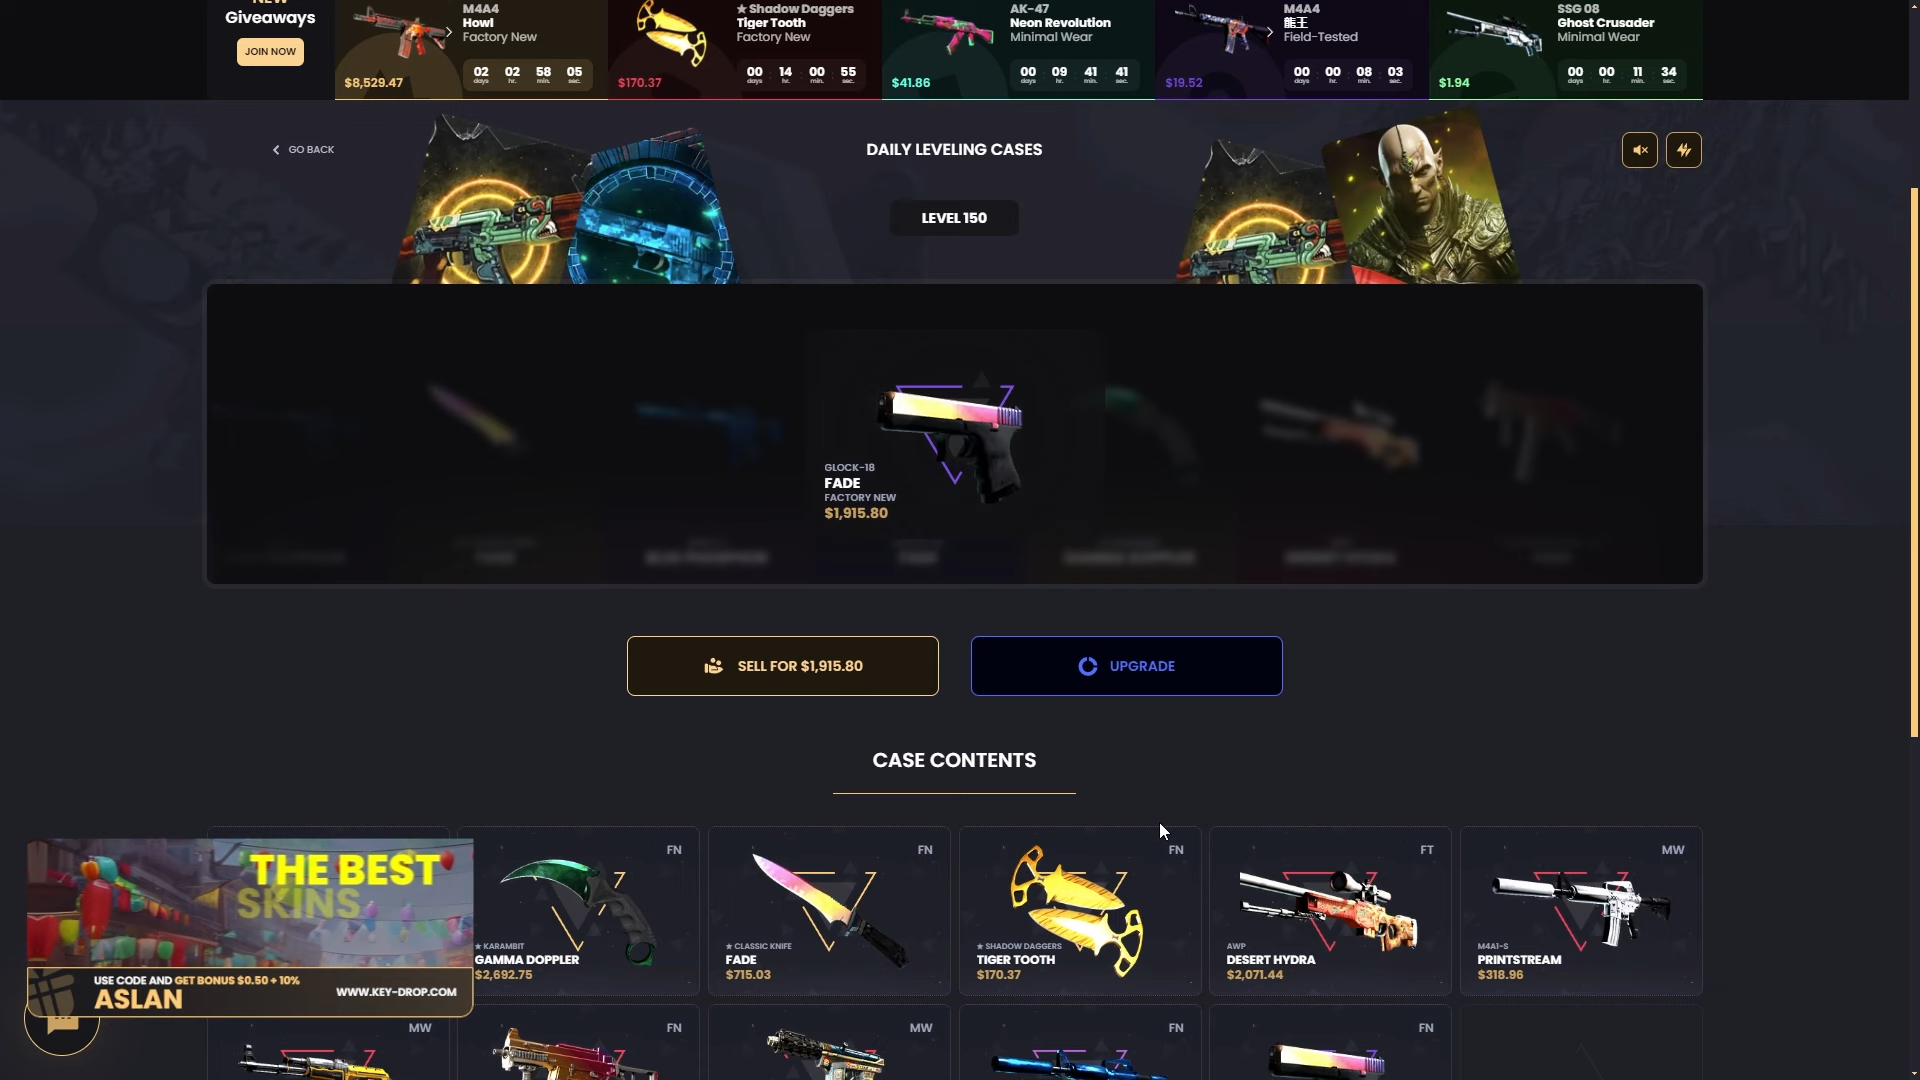 NEW
Giveaways
JOIN NOW
M4A4
Howl
Factory New
$8,529.47
02 02 58 05
days hr. min. sec.
★ Shadow Daggers
Tiger Tooth
Factory New
$170.37
00 14 00 55
days hr. min. sec.
AK-47
Neon Revolution
Minimal Wear
$41.86
00 09 41 41
days hr. min. sec.
M4A4
龍王
Field-Tested
$19.52
00 00 08 03
days hr. min. sec.
SSG 08
Ghost Crusader
Minimal Wear
$1.94
00 00 11 34
days hr. min. sec.
GO BACK
DAILY LEVELING CASES
LEVEL 150
GLOCK-18
FADE
FACTORY NEW
$1,915.80
SELL FOR $1,915.80
UPGRADE
CASE CONTENTS
FN
★ KARAMBIT
GAMMA DOPPLER
$2,692.75
FN
★ CLASSIC KNIFE
FADE
$715.03
FN
★ SHADOW DAGGERS
TIGER TOOTH
$170.37
FT
AWP
DESERT HYDRA
$2,071.44
MW
M4A1-S
PRINTSTREAM
$318.96
THE BEST
SKINS
USE CODE AND GET BONUS $0.50 + 10%
ASLAN
WWW.KEY-DROP.COM
MW
FN
MW
FN
FN